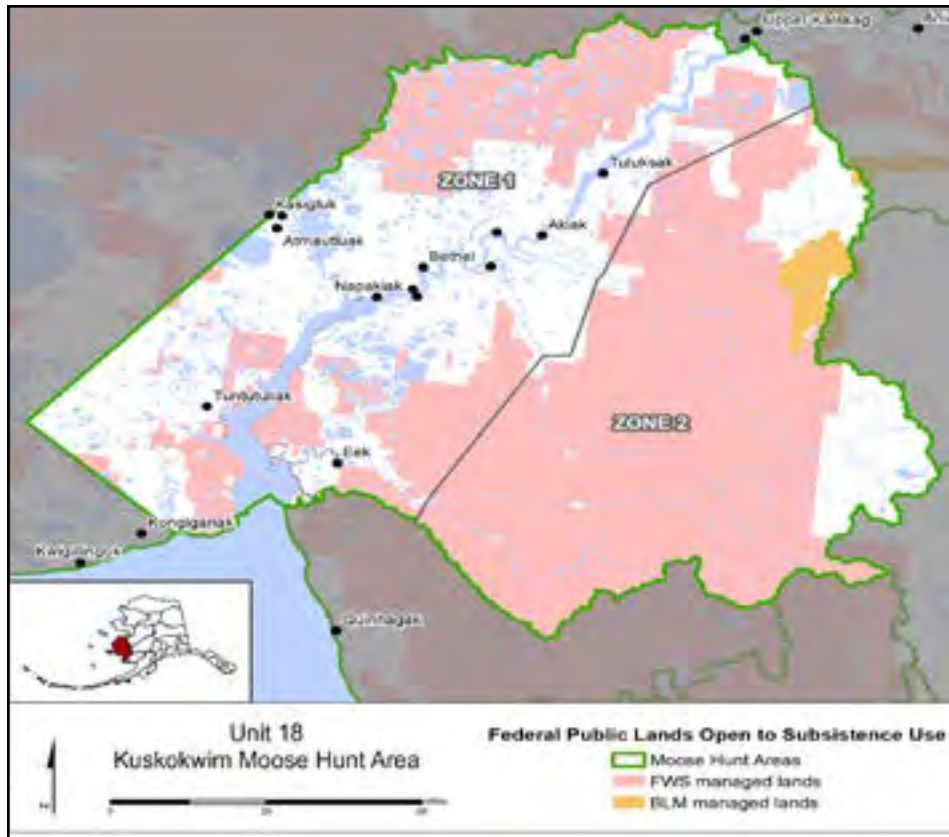 Upper Kalskag
ZONE 1
Tuluksak
Kasigluk
Atmautluak
Akiak
Bethel
Napakiak
Tuntutuliak
ZONE 2
Eek
Kongiganak
Kwigillingok
Quinhagak
Unit 18
Kuskokwim Moose Hunt Area
Federal Public Lands Open to Subsistence Use
Moose Hunt Areas
FWS managed lands
BLM managed lands